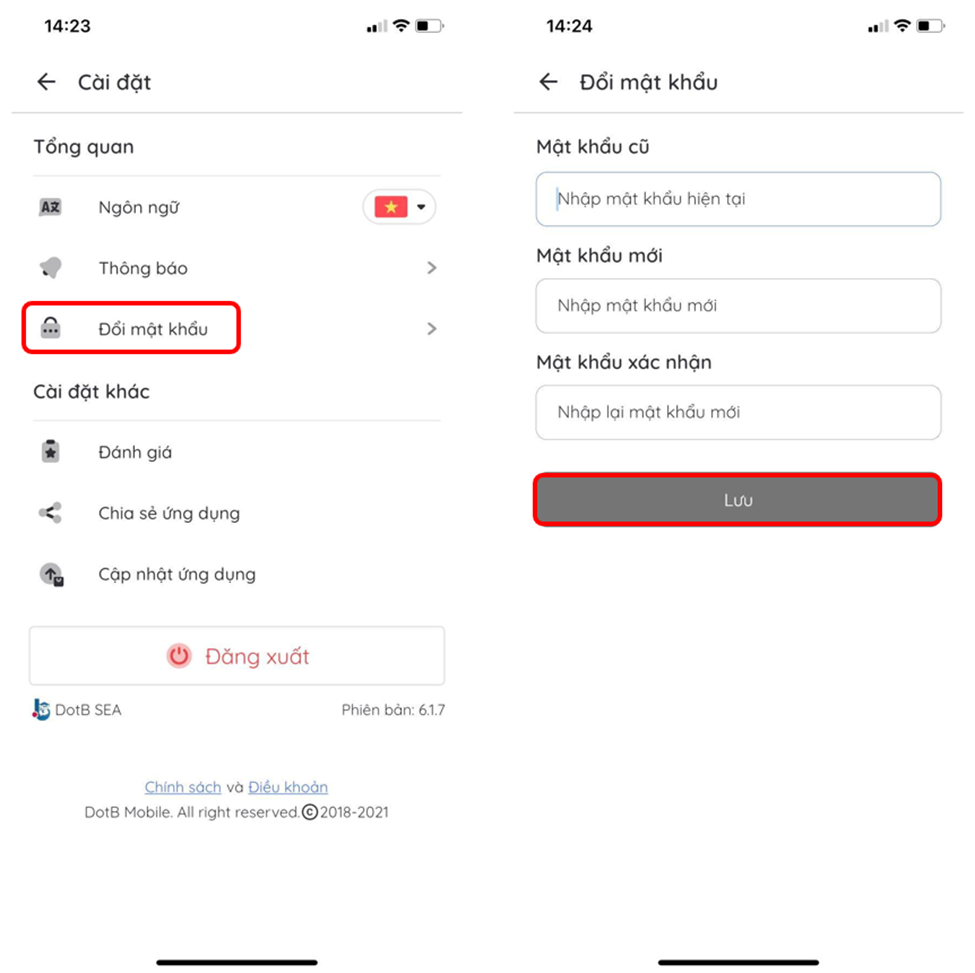 14:23
Cài đặt
Tổng quan
Ngôn ngữ
Thông báo
Đổi mật khẩu
Cài đặt khác
Đánh giá
Chia sẻ ứng dụng
Cập nhật ứng dụng
Đăng xuất
DotB SEA Phiên bản: 6.1.7
Chính sách và Điều khoản
DotB Mobile. All right reserved.©2018-2021
14:24
Đổi mật khẩu
Mật khẩu cũ
Nhập mật khẩu hiện tại
Mật khẩu mới
Nhập mật khẩu mới
Mật khẩu xác nhận
Nhập lại mật khẩu mới
Lưu